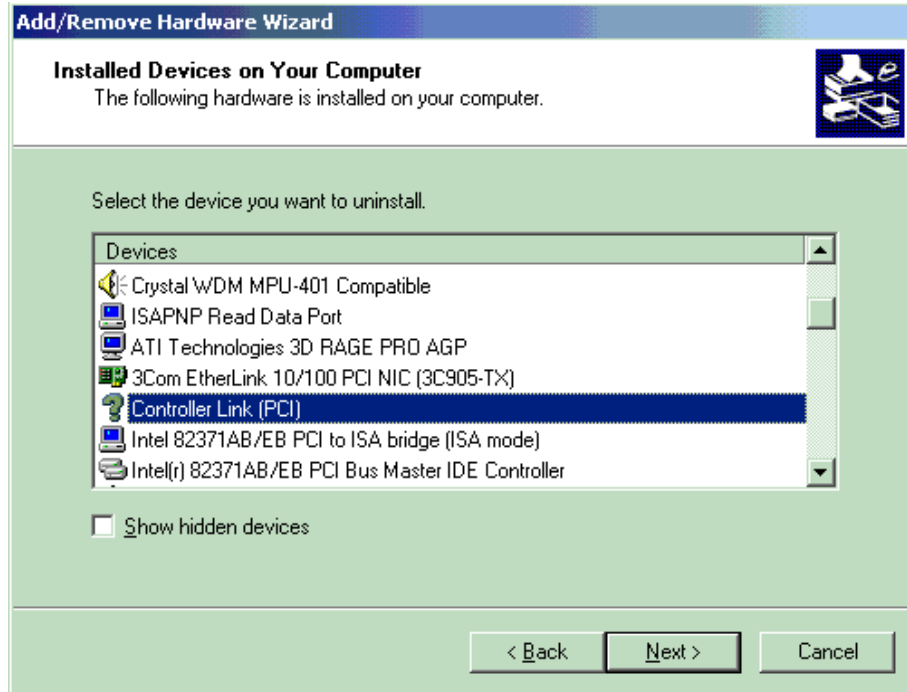 Add/Remove Hardware Wizard
Installed Devices on Your Computer
The following hardware is installed on your computer.
Select the device you want to uninstall.
Devices
Crystal WDM MPU-401 Compatible
ISAPNP Read Data Port
ATI Technologies 3D RAGE PRO AGP
3Com EtherLink 10/100 PCI NIC (3C905-TX)
Controller Link (PCI)
Intel 82371AB/EB PCI to ISA bridge (ISA mode)
Intel(r) 82371AB/EB PCI Bus Master IDE Controller
Show hidden devices
< Back Next > Cancel